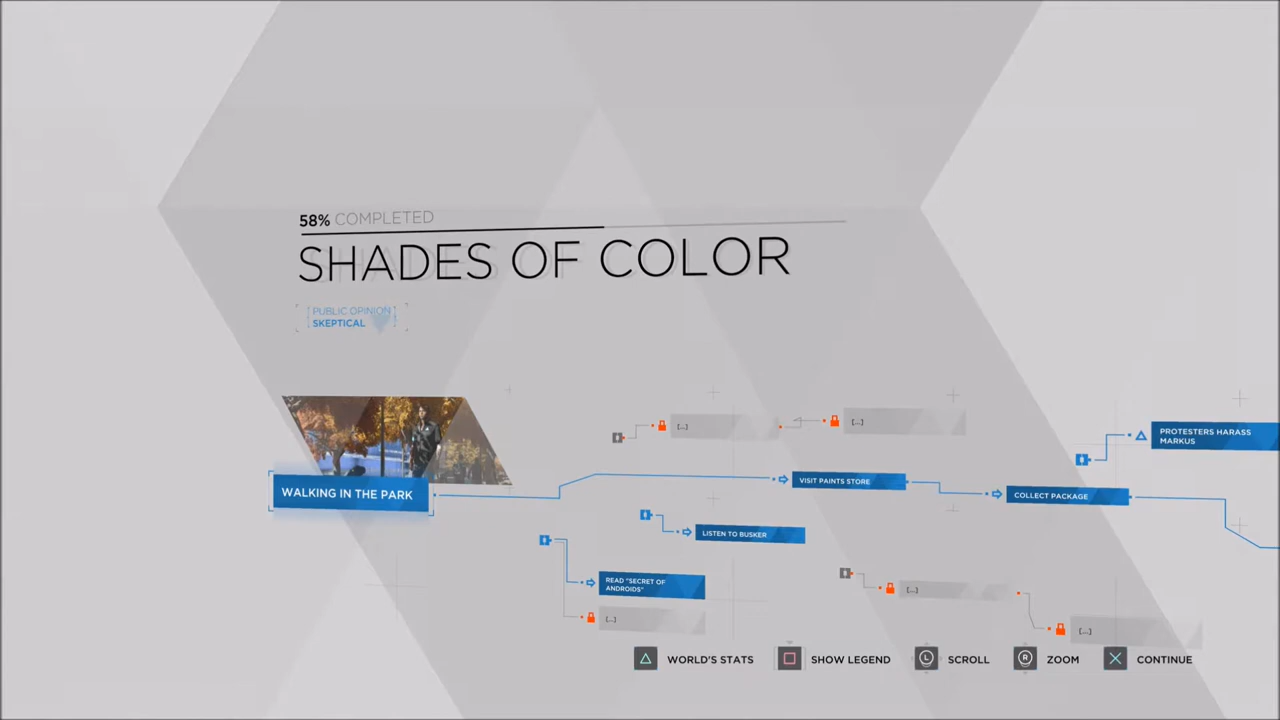 58% COMPLETED
SHADES OF COLOR
PUBLIC OPINION
SKEPTICAL
WALKING IN THE PARK
[...]
[...]
PROTESTERS HARASS
MARKUS
VISIT PAINTS STORE
COLLECT PACKAGE
LISTEN TO BUSKER
READ "SECRET OF
ANDROIDS"
[...]
[...]
[...]
WORLD'S STATS
SHOW LEGEND
L SCROLL
R ZOOM
CONTINUE